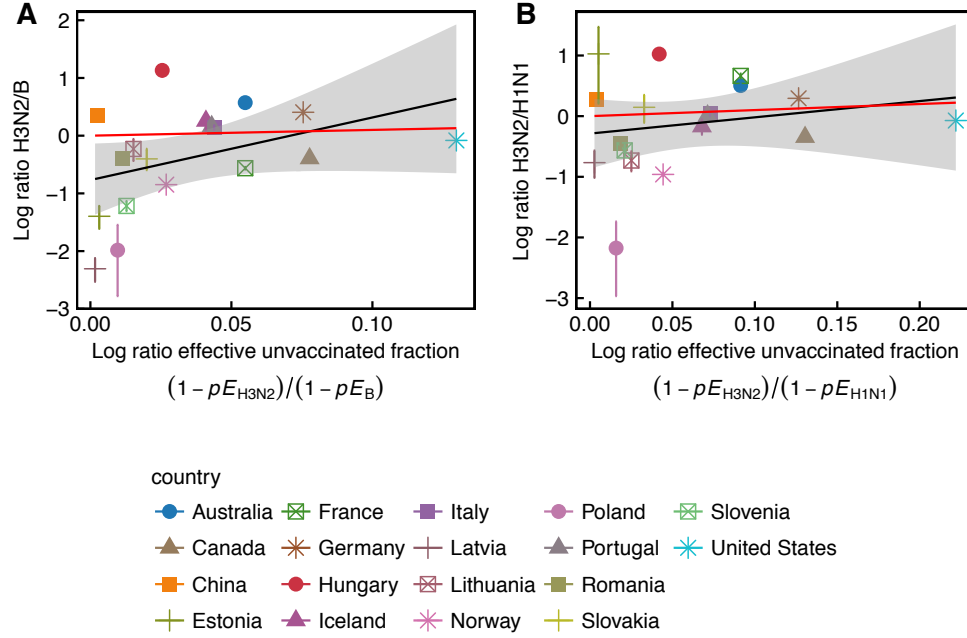 A
B
Log ratio H3N2/B
2
1
0
−1
−2
−3
0.00
0.05
0.10
Log ratio effective unvaccinated fraction
(1−pE_H3N2)/(1−pE_B)
Log ratio H3N2/H1N1
1
0
−1
−2
−3
0.00
0.05
0.10
0.15
0.20
Log ratio effective unvaccinated fraction
(1−pE_H3N2)/(1−pE_H1N1)
country
Australia
France
Italy
Poland
Slovenia
Canada
Germany
Latvia
Portugal
United States
China
Hungary
Lithuania
Romania
Estonia
Iceland
Norway
Slovakia